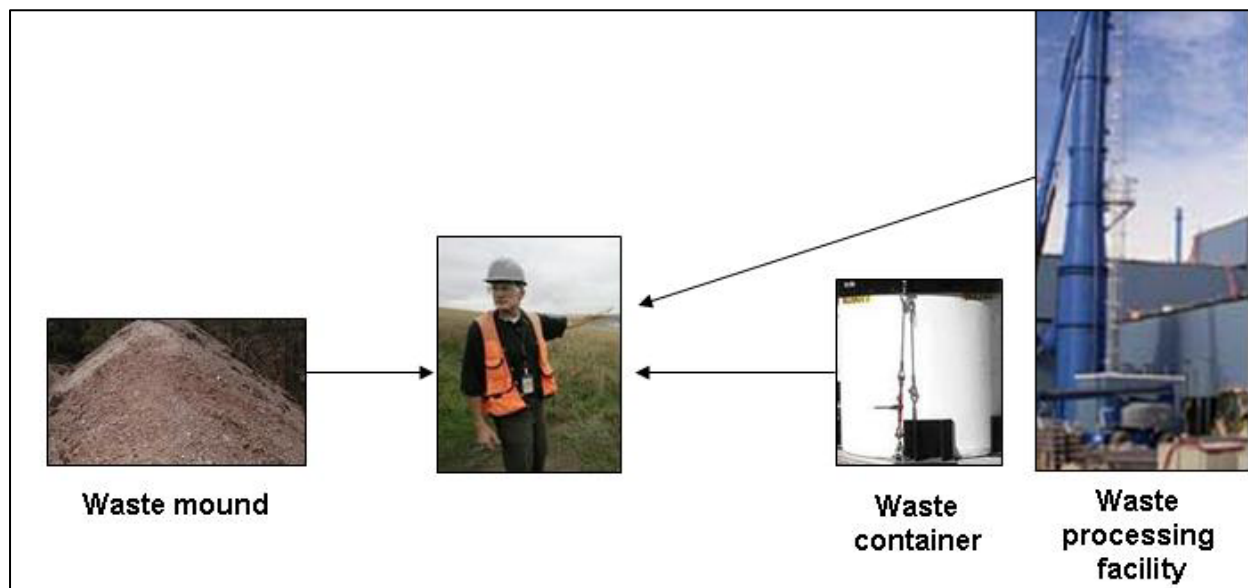 Waste mound
Waste
container
Waste
processing
facility